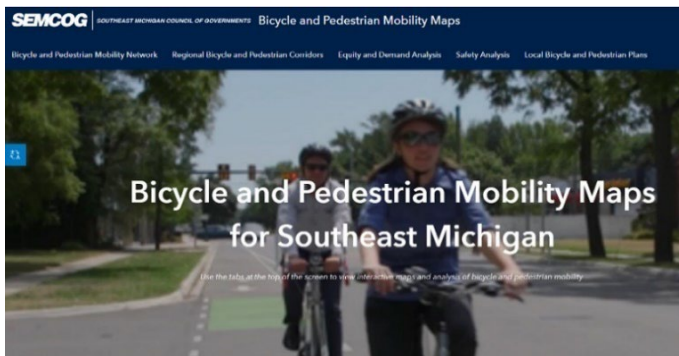 SEMCOG SOUTHEAST MICHIGAN COUNCIL OF GOVERNMENTS Bicycle and Pedestrian Mobility Maps
Bicycle and Pedestrian Mobility Network Regional Bicycle and Pedestrian Corridors Equity and Demand Analysis Safety Analysis Local Bicycle and Pedestrian Plans
Bicycle and Pedestrian Mobility Maps
for Southeast Michigan
Use the tabs at the top of the screen to view interactive maps and analysis of bicycle and pedestrian mobility